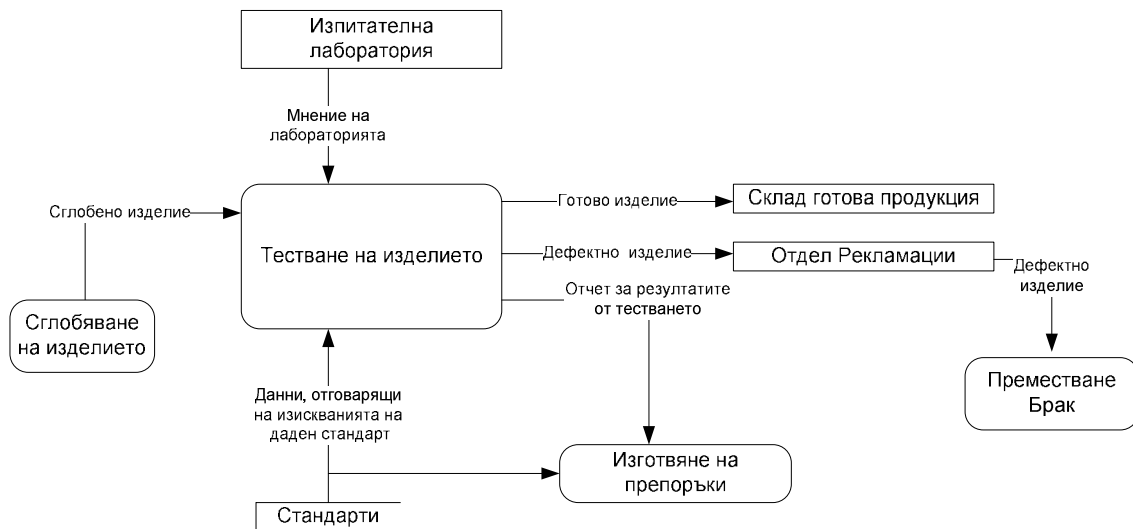 Изпитателна
лаборатория
Мнение на
лабораторията
Сглобено изделие
Тестване на изделието
Готово изделие
Склад готова продукция
Дефектно изделие
Отдел Рекламации
Дефектно
изделие
Отчет за резултатите
от тестването
Сглобяване
на изделието
Преместване
Брак
Данни, отговарящи
на изискванията на
даден стандарт
Изготвяне на
препоръки
Стандарти